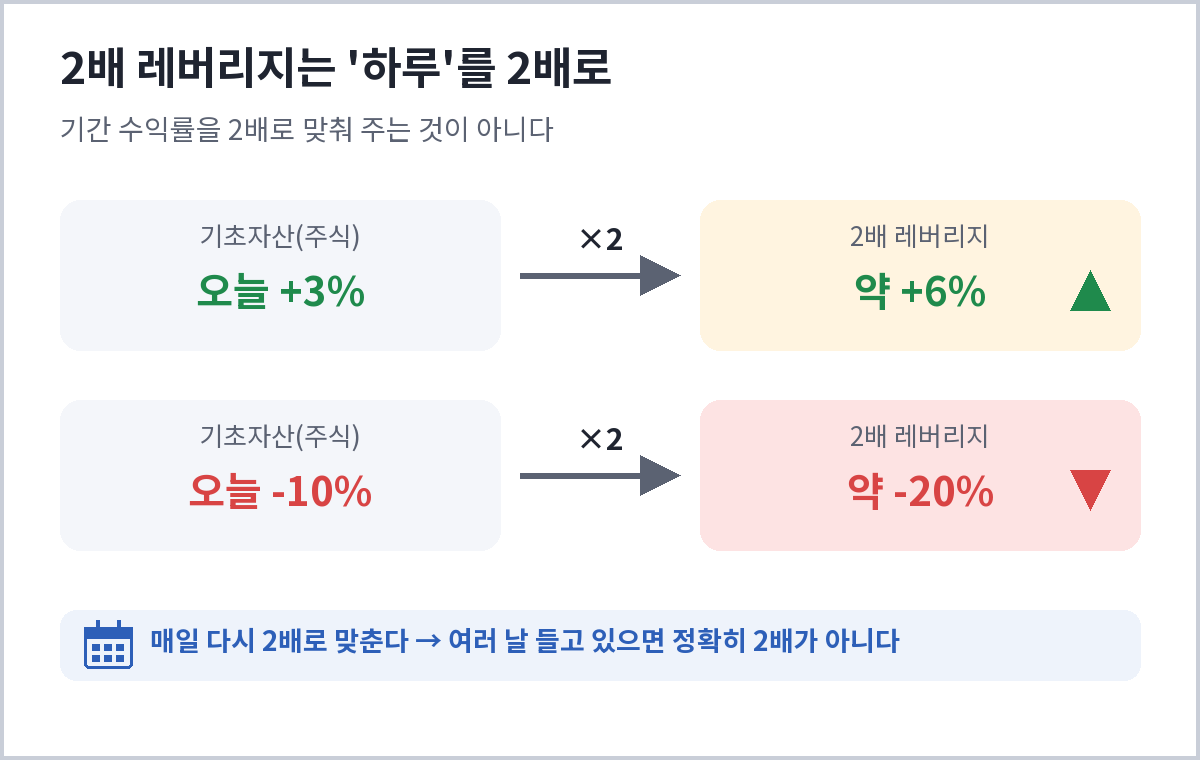 2배 레버리지는 '하루'를 2배로
기간 수익률을 2배로 맞춰 주는 것이 아니다
기초자산(주식)
오늘 +3%
×2
2배 레버리지
약 +6%
기초자산(주식)
오늘 -10%
×2
2배 레버리지
약 -20%
매일 다시 2배로 맞춘다 → 여러 날 들고 있으면 정확히 2배가 아니다